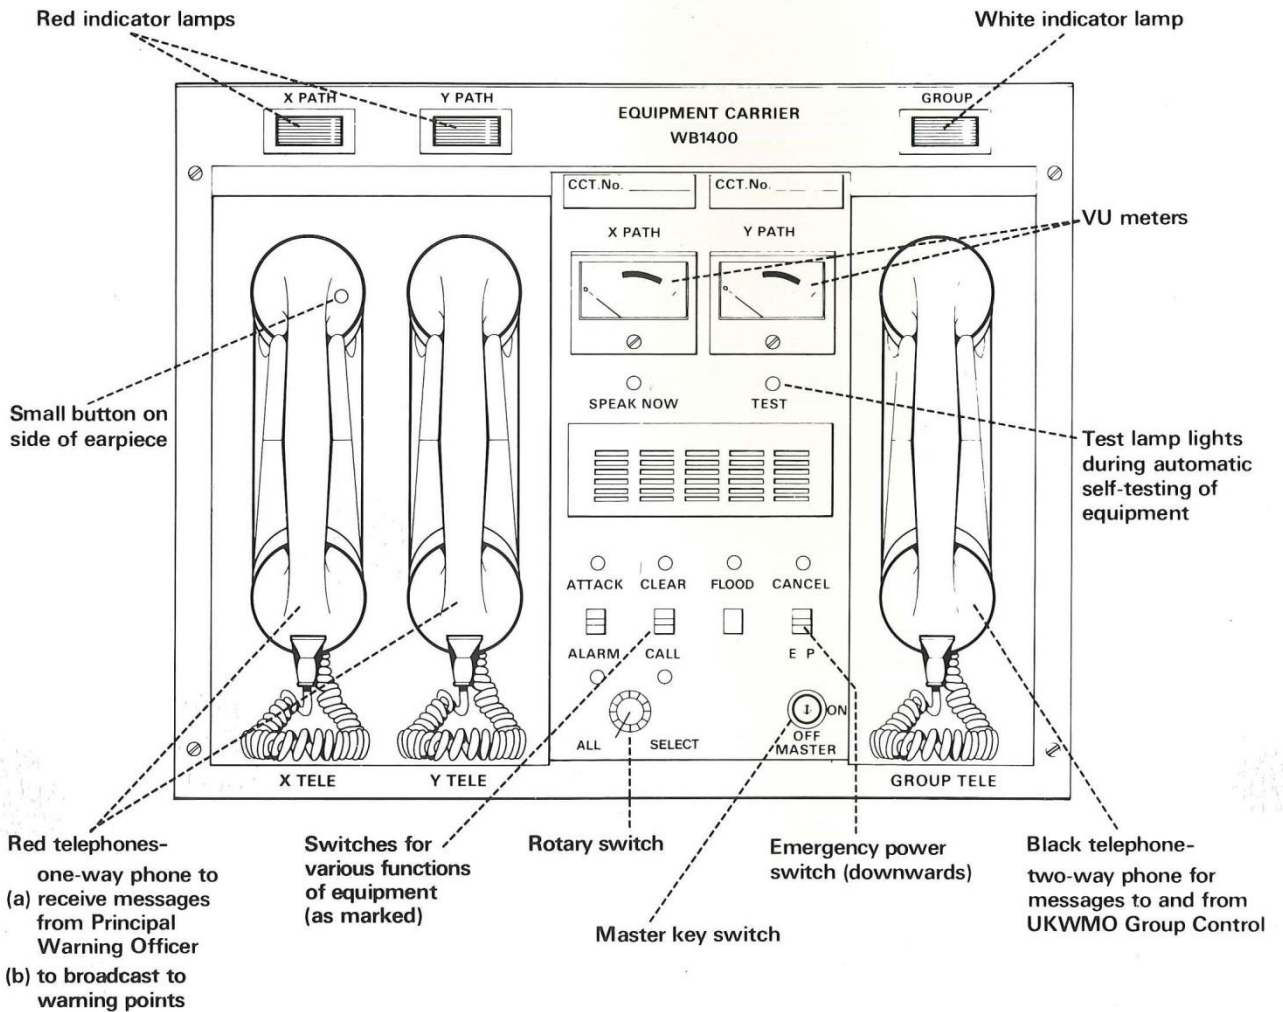 Red indicator lamps
White indicator lamp
X PATH
Y PATH
EQUIPMENT CARRIER
WB1400
GROUP
CCT.No.
CCT.No.
X PATH
Y PATH
VU meters
SPEAK NOW
TEST
Small button on
side of earpiece
Test lamp lights
during automatic
self-testing of
equipment
ATTACK
CLEAR
FLOOD
CANCEL
ALARM
CALL
E P
ON
OFF
MASTER
ALL
SELECT
X TELE
Y TELE
GROUP TELE
Red telephones-
one-way phone to
(a) receive messages
from Principal
Warning Officer
(b) to broadcast to
warning points
Switches for
various functions
of equipment
(as marked)
Rotary switch
Master key switch
Emergency power
switch (downwards)
Black telephone-
two-way phone for
messages to and from
UKWMO Group Control